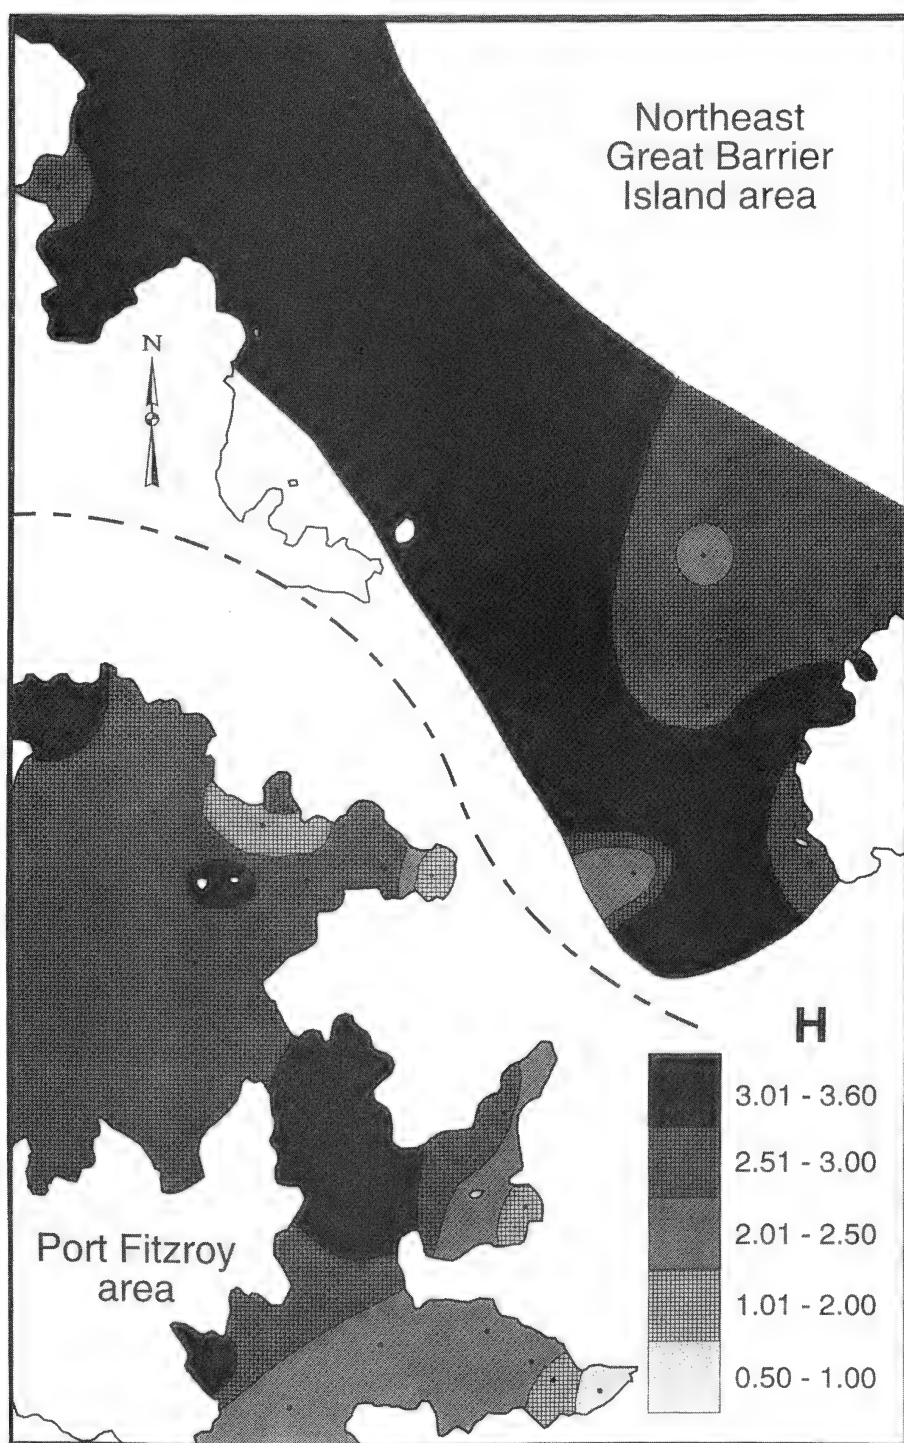 Northeast
Great Barrier
Island area
N
H
3.01 - 3.60
2.51 - 3.00
2.01 - 2.50
1.01 - 2.00
0.50 - 1.00
Port Fitzroy
area